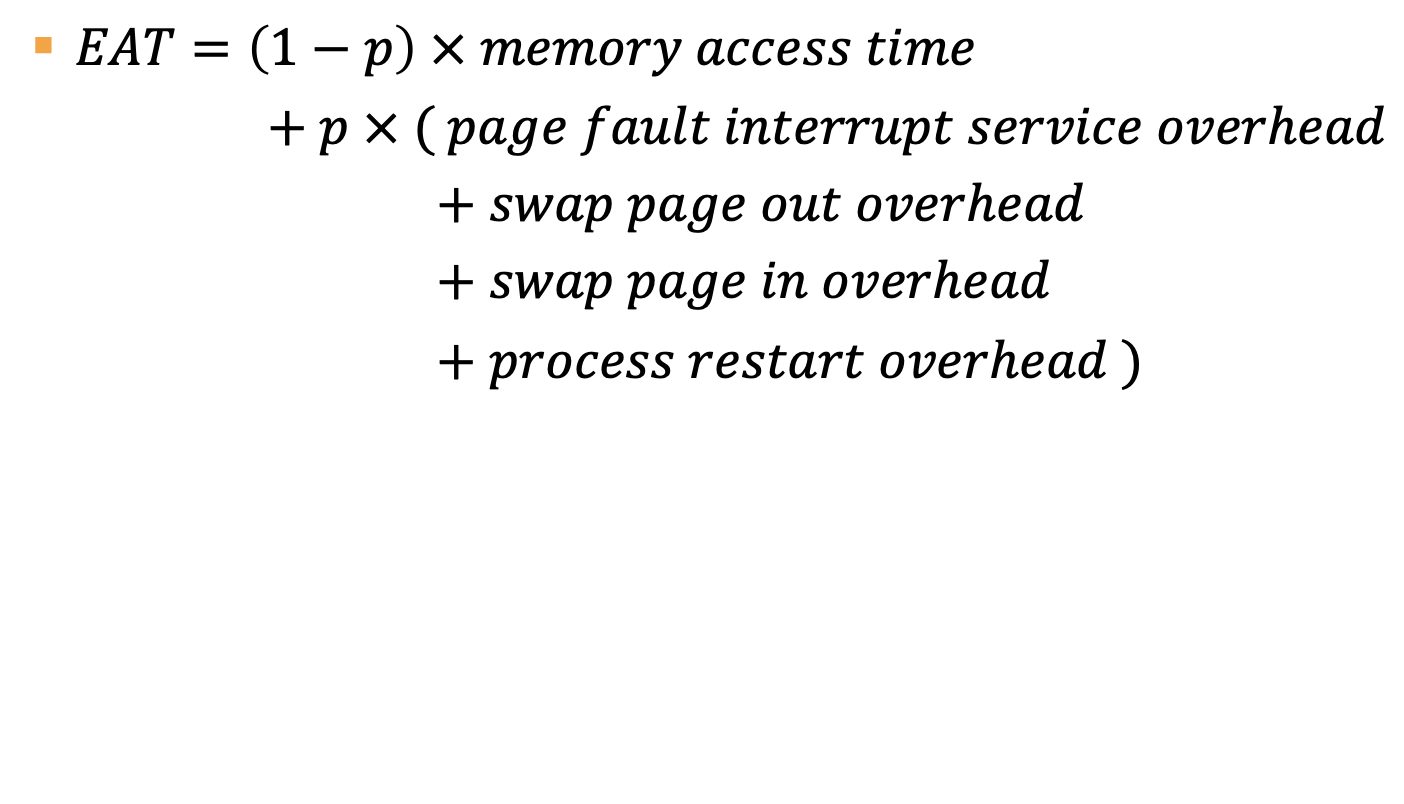 ▪ EAT = (1 − p) × memory access time
+ p × ( page fault interrupt service overhead
+ swap page out overhead
+ swap page in overhead
+ process restart overhead )